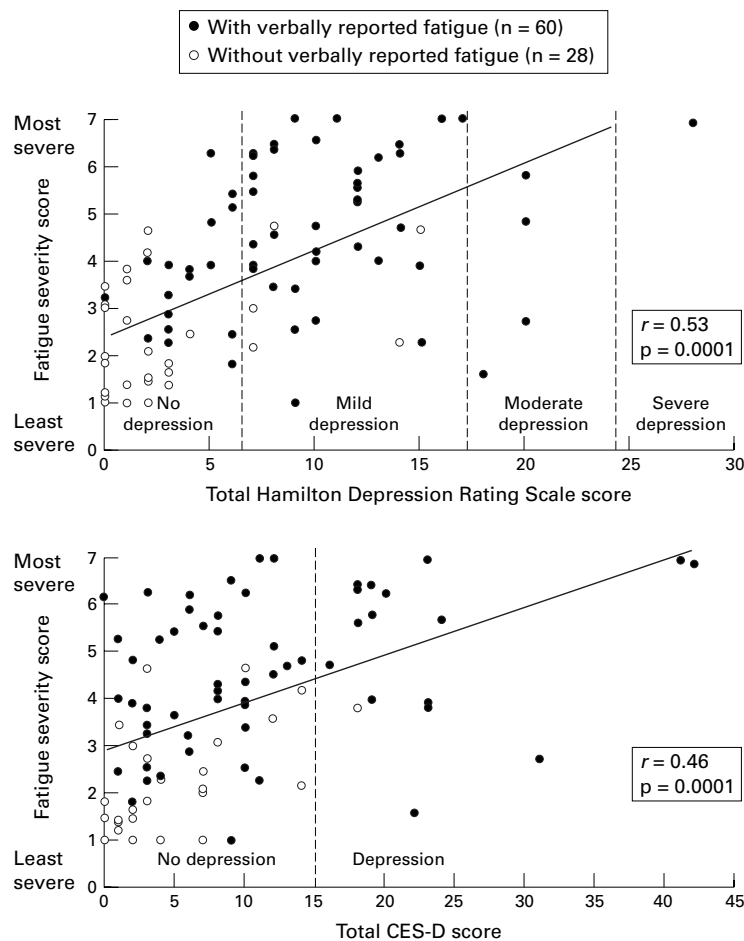 With verbally reported fatigue (n = 60)
Without verbally reported fatigue (n = 28)
Most
severe
Fatigue severity score
Least
severe
7
6
5
4
3
2
1
0
No
depression
Mild
depression
Moderate
depression
Severe
depression
r = 0.53
p = 0.0001
0
5
10
15
20
25
30
Total Hamilton Depression Rating Scale score
Most
severe
Fatigue severity score
Least
severe
7
6
5
4
3
2
1
0
No depression
Depression
r = 0.46
p = 0.0001
0
5
10
15
20
25
30
35
40
45
Total CES-D score